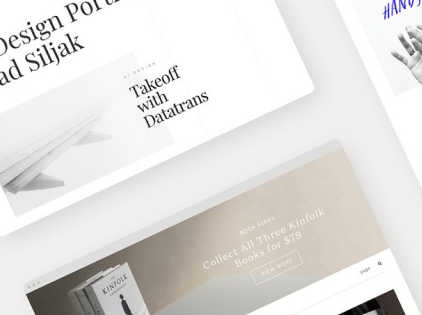 Design Port
ad Siljak
UI DESIGN
Takeoff
with
Datatrans
HANDS
BOOK SERIES
Collect All Three Kinfolk
Books for $79
VIEW MORE
KINFOLK